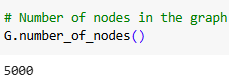 # Number of nodes in the graph
G.number_of_nodes()
5000